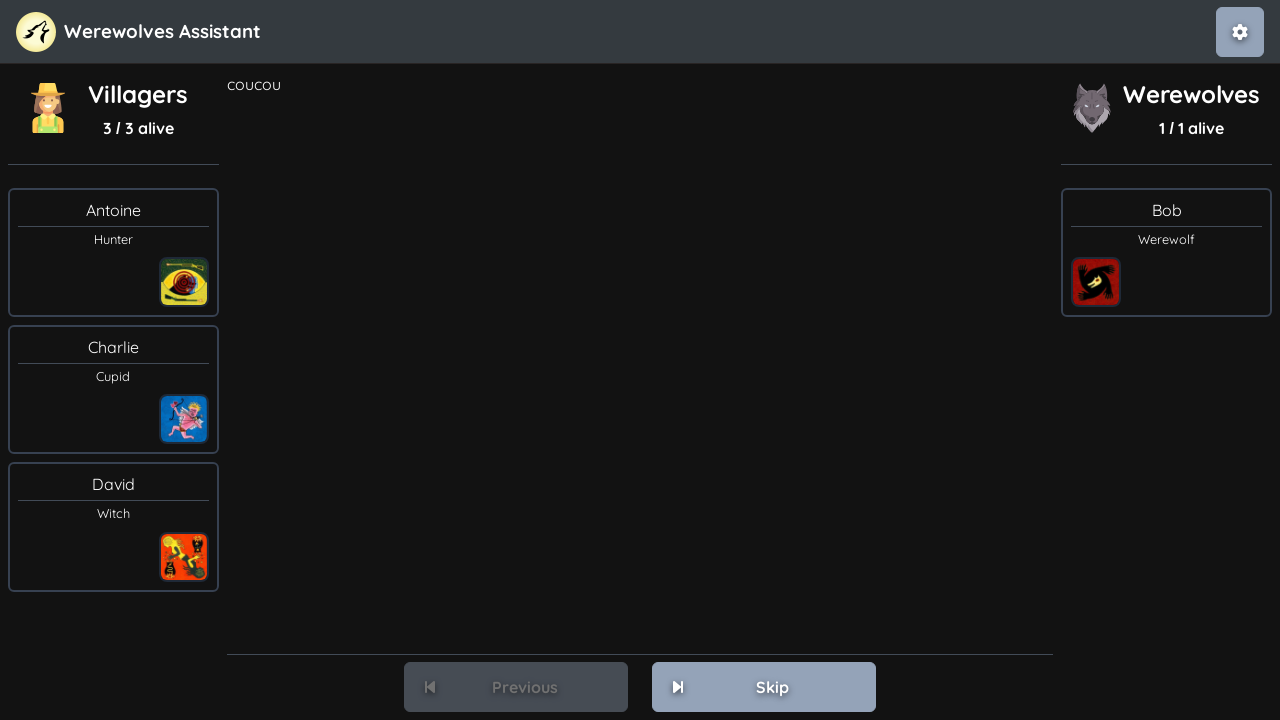 Werewolves Assistant
Villagers
3 / 3 alive
Antoine
Hunter
Charlie
Cupid
David
Witch
COUCOU
Previous
Skip
Werewolves
1 / 1 alive
Bob
Werewolf